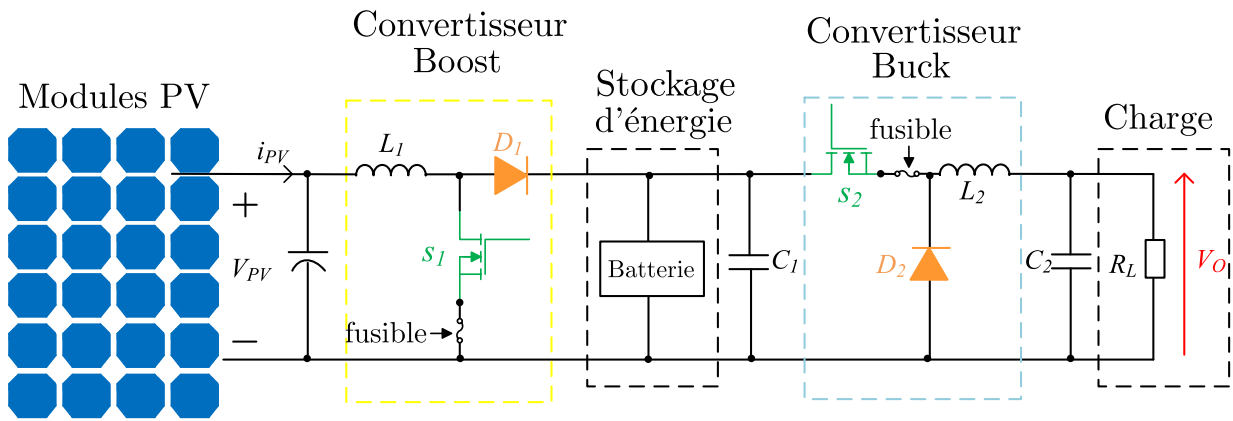 Modules PV
Convertisseur
Boost
Stockage
d'énergie
Convertisseur
Buck
Charge
fusible
i_PV
L_1
D_1
s_2
L_2
+
V_PV
−
s_1
fusible
Batterie
C_1
D_2
C_2
R_L
V_O